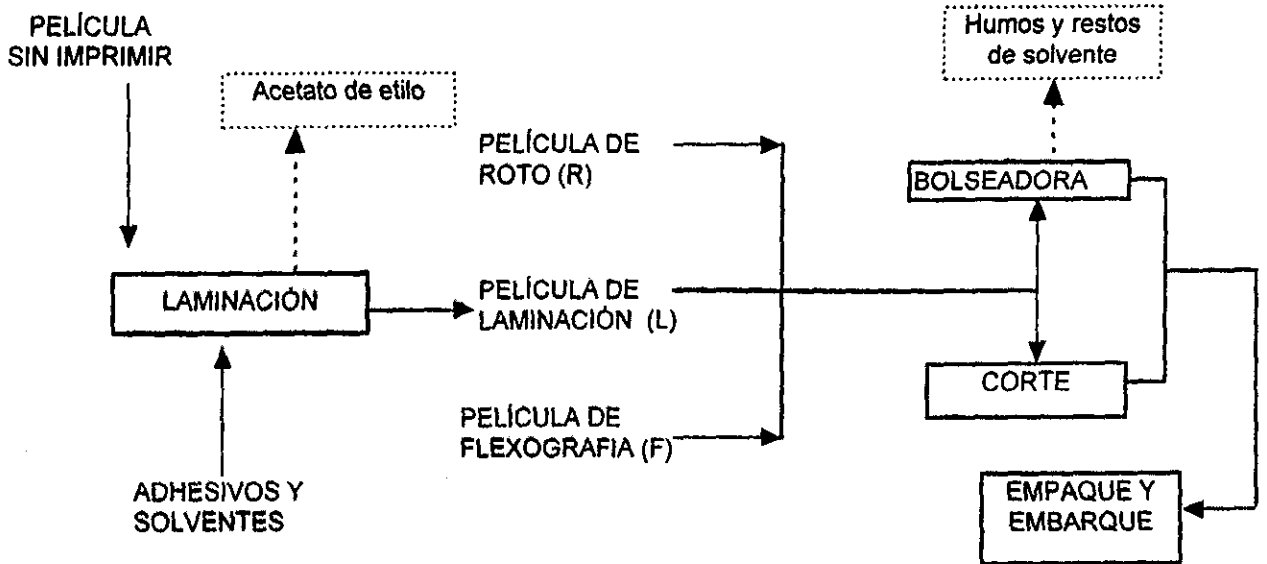 PELÍCULA
SIN IMPRIMIR
Acetato de etilo
Humos y restos
de solvente
PELÍCULA DE
ROTO (R)
BOLSEADORA
LAMINACIÓN
PELÍCULA DE
LAMINACIÓN (L)
CORTE
PELÍCULA DE
FLEXOGRAFIA (F)
ADHESIVOS Y
SOLVENTES
EMPAQUE Y
EMBARQUE